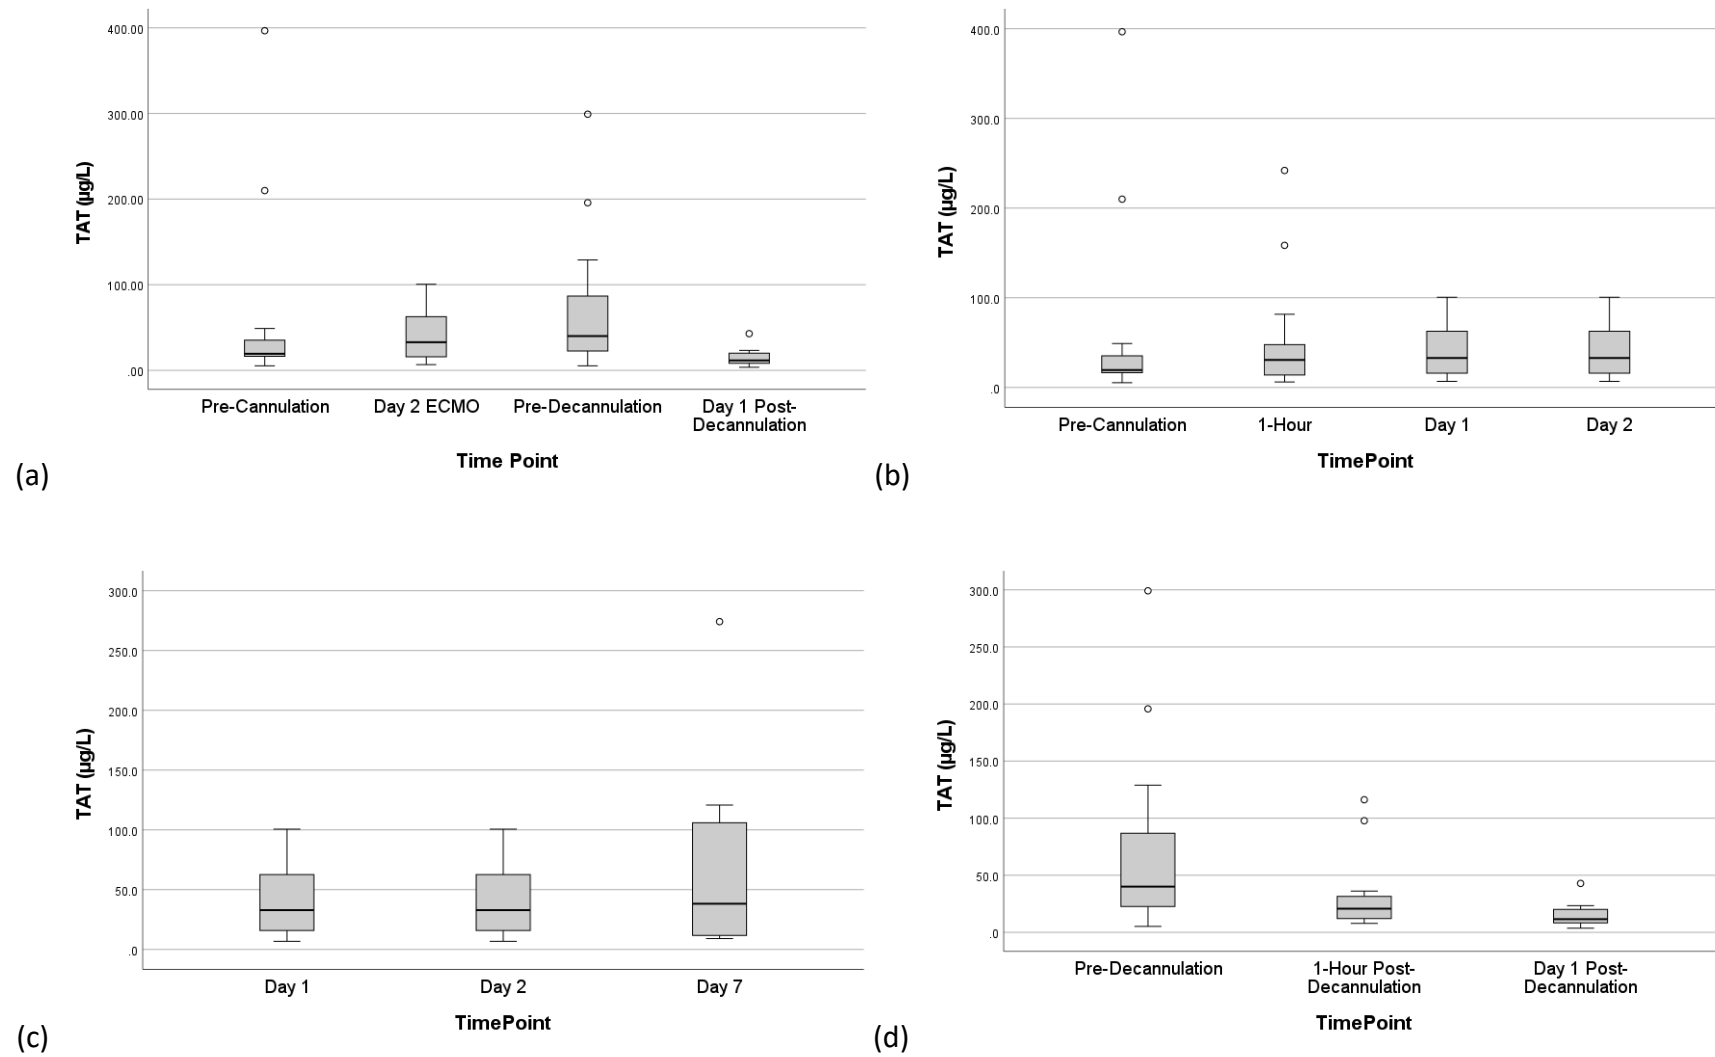 400.00
300.00
200.00
100.00
.00
TAT (µg/L)
Pre-Cannulation
Day 2 ECMO
Pre-Decannulation
Day 1 Post-
Decannulation
Time Point
(a)
400.0
300.0
200.0
100.0
.0
TAT (µg/L)
Pre-Cannulation
1-Hour
Day 1
Day 2
TimePoint
(b)
300.0
250.0
200.0
150.0
100.0
50.0
.0
TAT (µg/L)
Day 1
Day 2
Day 7
TimePoint
(c)
300.0
250.0
200.0
150.0
100.0
50.0
.0
TAT (µg/L)
Pre-Decannulation
1-Hour Post-
Decannulation
Day 1 Post-
Decannulation
TimePoint
(d)